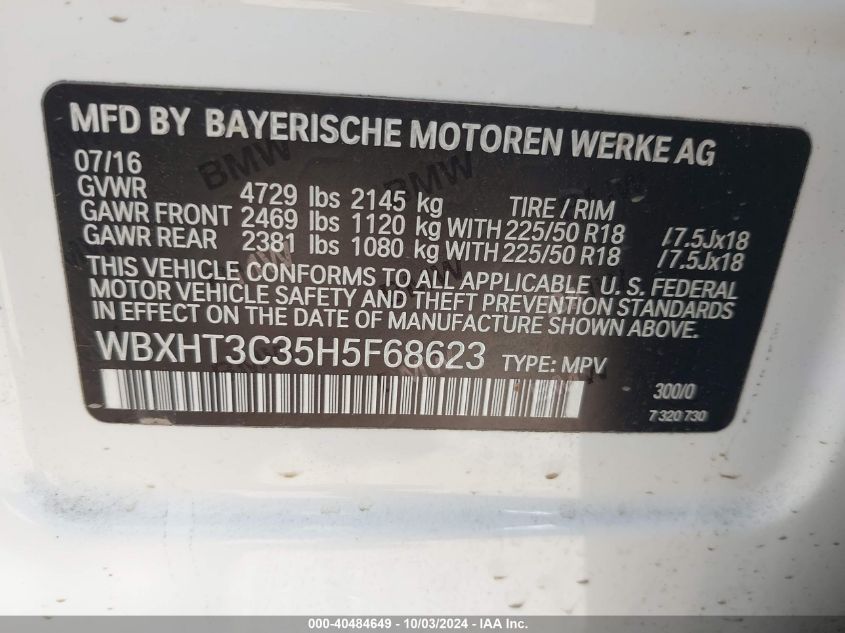 MFD BY BAYERISCHE MOTOREN WERKE AG
07/16
GVWR 4729 lbs 2145 kg TIRE / RIM
GAWR FRONT 2469 lbs 1120 kg WITH 225/50 R18 /7.5Jx18
GAWR REAR 2381 lbs 1080 kg WITH 225/50 R18 /7.5Jx18
THIS VEHICLE CONFORMS TO ALL APPLICABLE U. S. FEDERAL
MOTOR VEHICLE SAFETY AND THEFT PREVENTION STANDARDS
IN EFFECT ON THE DATE OF MANUFACTURE SHOWN ABOVE.
WBXHT3C35H5F68623 TYPE: MPV
300/0
7 320 730
000-40484649 - 10/03/2024 - IAA Inc.